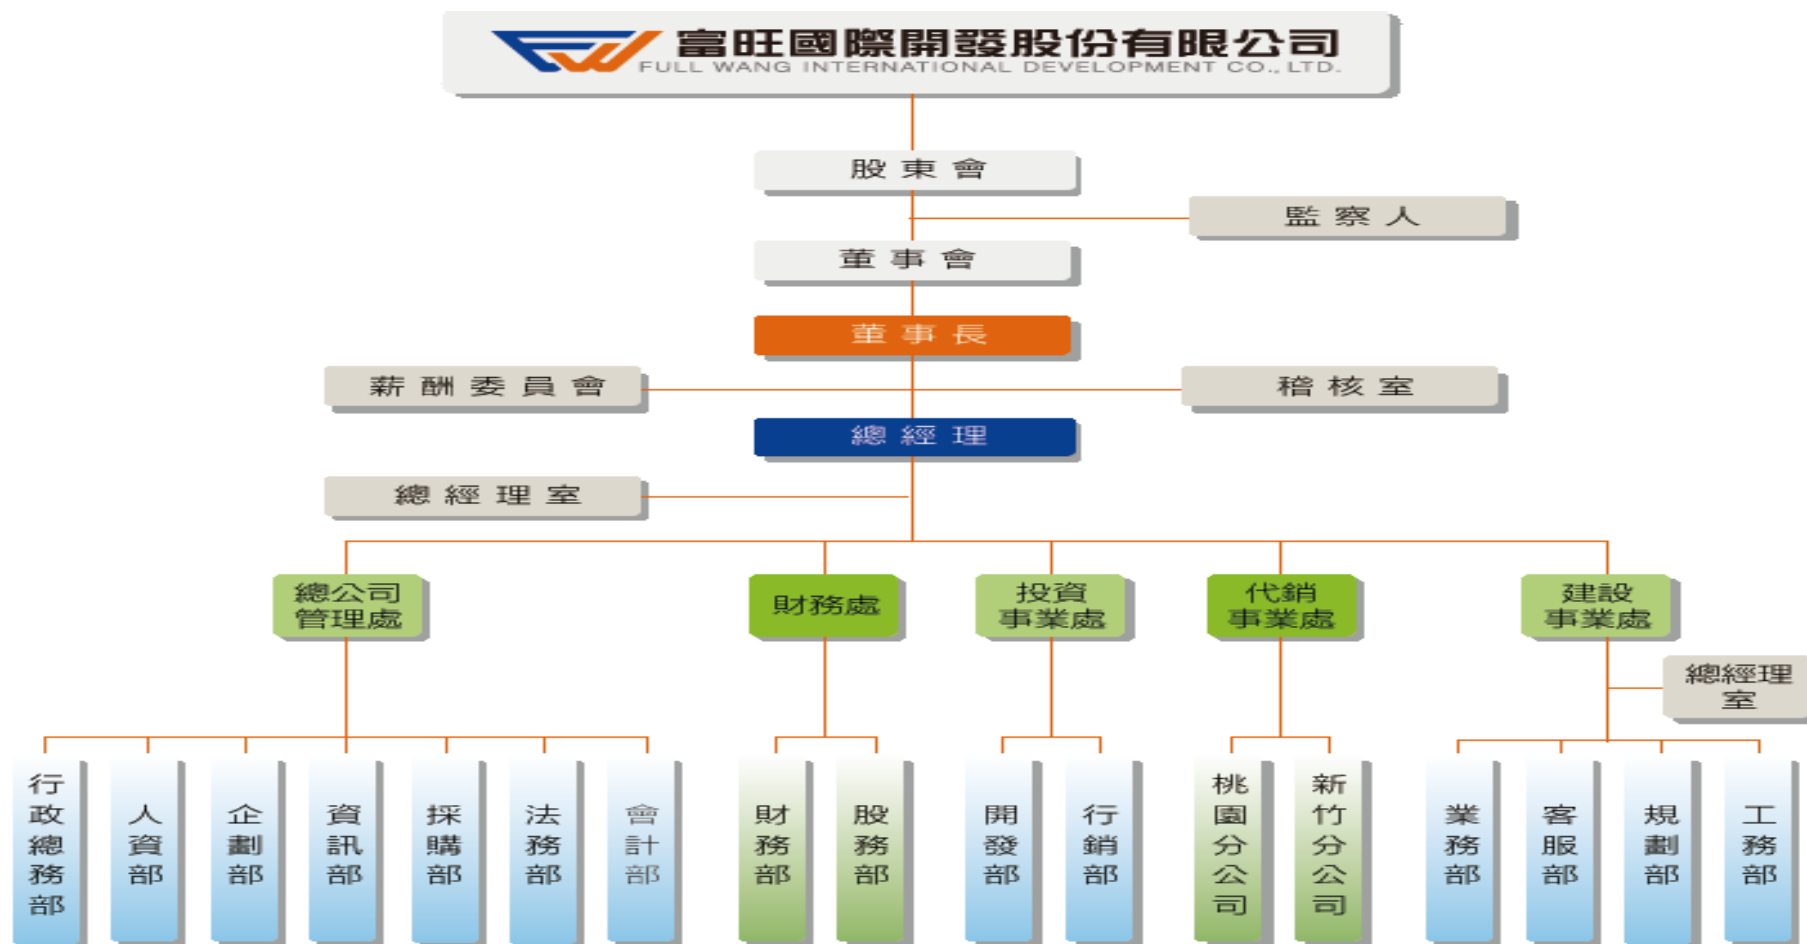 富旺國際開發股份有限公司
FULL WANG INTERNATIONAL DEVELOPMENT CO., LTD.
股東會
監察人
董事會
董事長
薪酬委員會
稽核室
總經理
總經理室
總公司
管理處
財務處
投資
事業處
代銷
事業處
建設
事業處
總經理
室
行政總務部
人資部
企劃部
資訊部
採購部
法務部
會計部
財務部
股務部
開發部
行銷部
桃園分公司
新竹分公司
業務部
客服部
規劃部
工務部